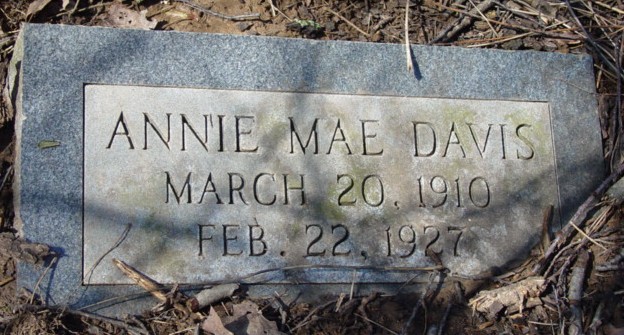 ANNIE MAE DAVIS
MARCH 20, 1910
FEB. 22, 1927